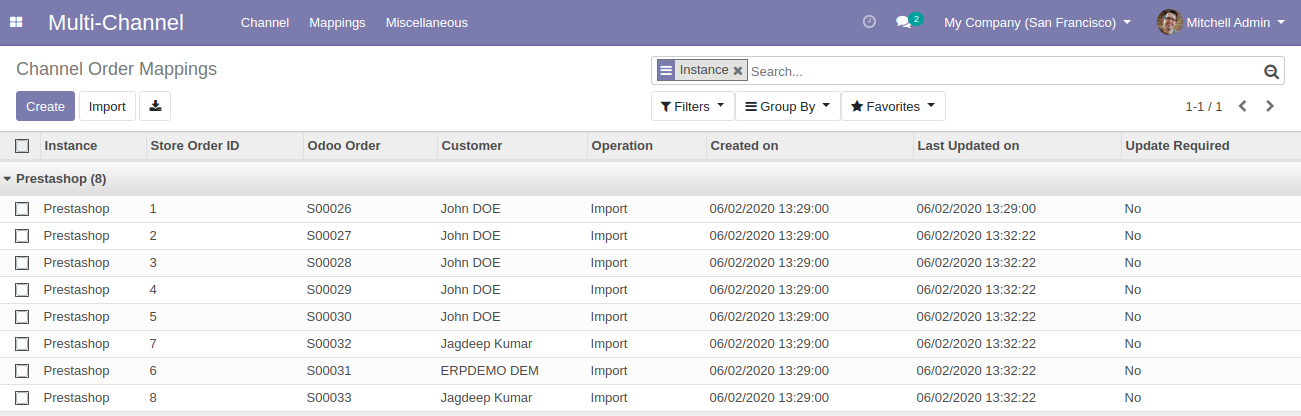 Multi-Channel Channel Mappings Miscellaneous 2 My Company (San Francisco) Mitchell Admin
Channel Order Mappings Instance Search...
Create Import Filters Group By Favorites 1-1 / 1
Instance Store Order ID Odoo Order Customer Operation Created on Last Updated on Update Required
Prestashop (8)
Prestashop 1 S00026 John DOE Import 06/02/2020 13:29:00 06/02/2020 13:29:00 No
Prestashop 2 S00027 John DOE Import 06/02/2020 13:29:00 06/02/2020 13:32:22 No
Prestashop 3 S00028 John DOE Import 06/02/2020 13:29:00 06/02/2020 13:32:22 No
Prestashop 4 S00029 John DOE Import 06/02/2020 13:29:00 06/02/2020 13:32:22 No
Prestashop 5 S00030 John DOE Import 06/02/2020 13:29:00 06/02/2020 13:32:22 No
Prestashop 7 S00032 Jagdeep Kumar Import 06/02/2020 13:29:00 06/02/2020 13:32:22 No
Prestashop 6 S00031 ERPDEMO DEM Import 06/02/2020 13:29:00 06/02/2020 13:32:22 No
Prestashop 8 S00033 Jagdeep Kumar Import 06/02/2020 13:29:00 06/02/2020 13:32:22 No